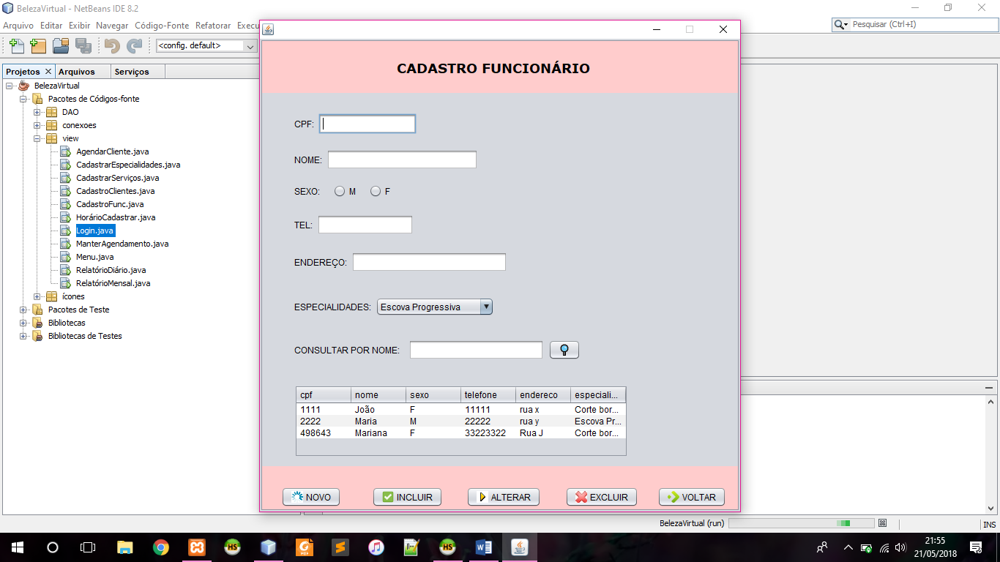 BelezaVirtual - NetBeans IDE 8.2
Arquivo Editar Exibir Navegar Código-Fonte Refatorar Execu
Pesquisar (Ctrl+I)
<config. default>
Projetos Arquivos Serviços
BelezaVirtual
Pacotes de Códigos-fonte
DAO
conexoes
view
AgendarCliente.java
CadastrarEspecialidades.java
CadastrarServiços.java
CadastroClientes.java
CadastroFunc.java
HorárioCadastrar.java
Login.java
ManterAgendamento.java
Menu.java
RelatórioDiário.java
RelatórioMensal.java
ícones
Pacotes de Teste
Bibliotecas
Bibliotecas de Testes
CADASTRO FUNCIONÁRIO
CPF:
NOME:
SEXO: M F
TEL:
ENDEREÇO:
ESPECIALIDADES: Escova Progressiva
CONSULTAR POR NOME:
cpf nome sexo telefone endereco especiali...
1111 João F 11111 rua x Corte bor...
2222 Maria M 22222 rua y Escova Pr...
498643 Mariana F 33223322 Rua J Corte bor...
NOVO INCLUIR ALTERAR EXCLUIR VOLTAR
BelezaVirtual (run)
INS
HS HS
21:55
21/05/2018